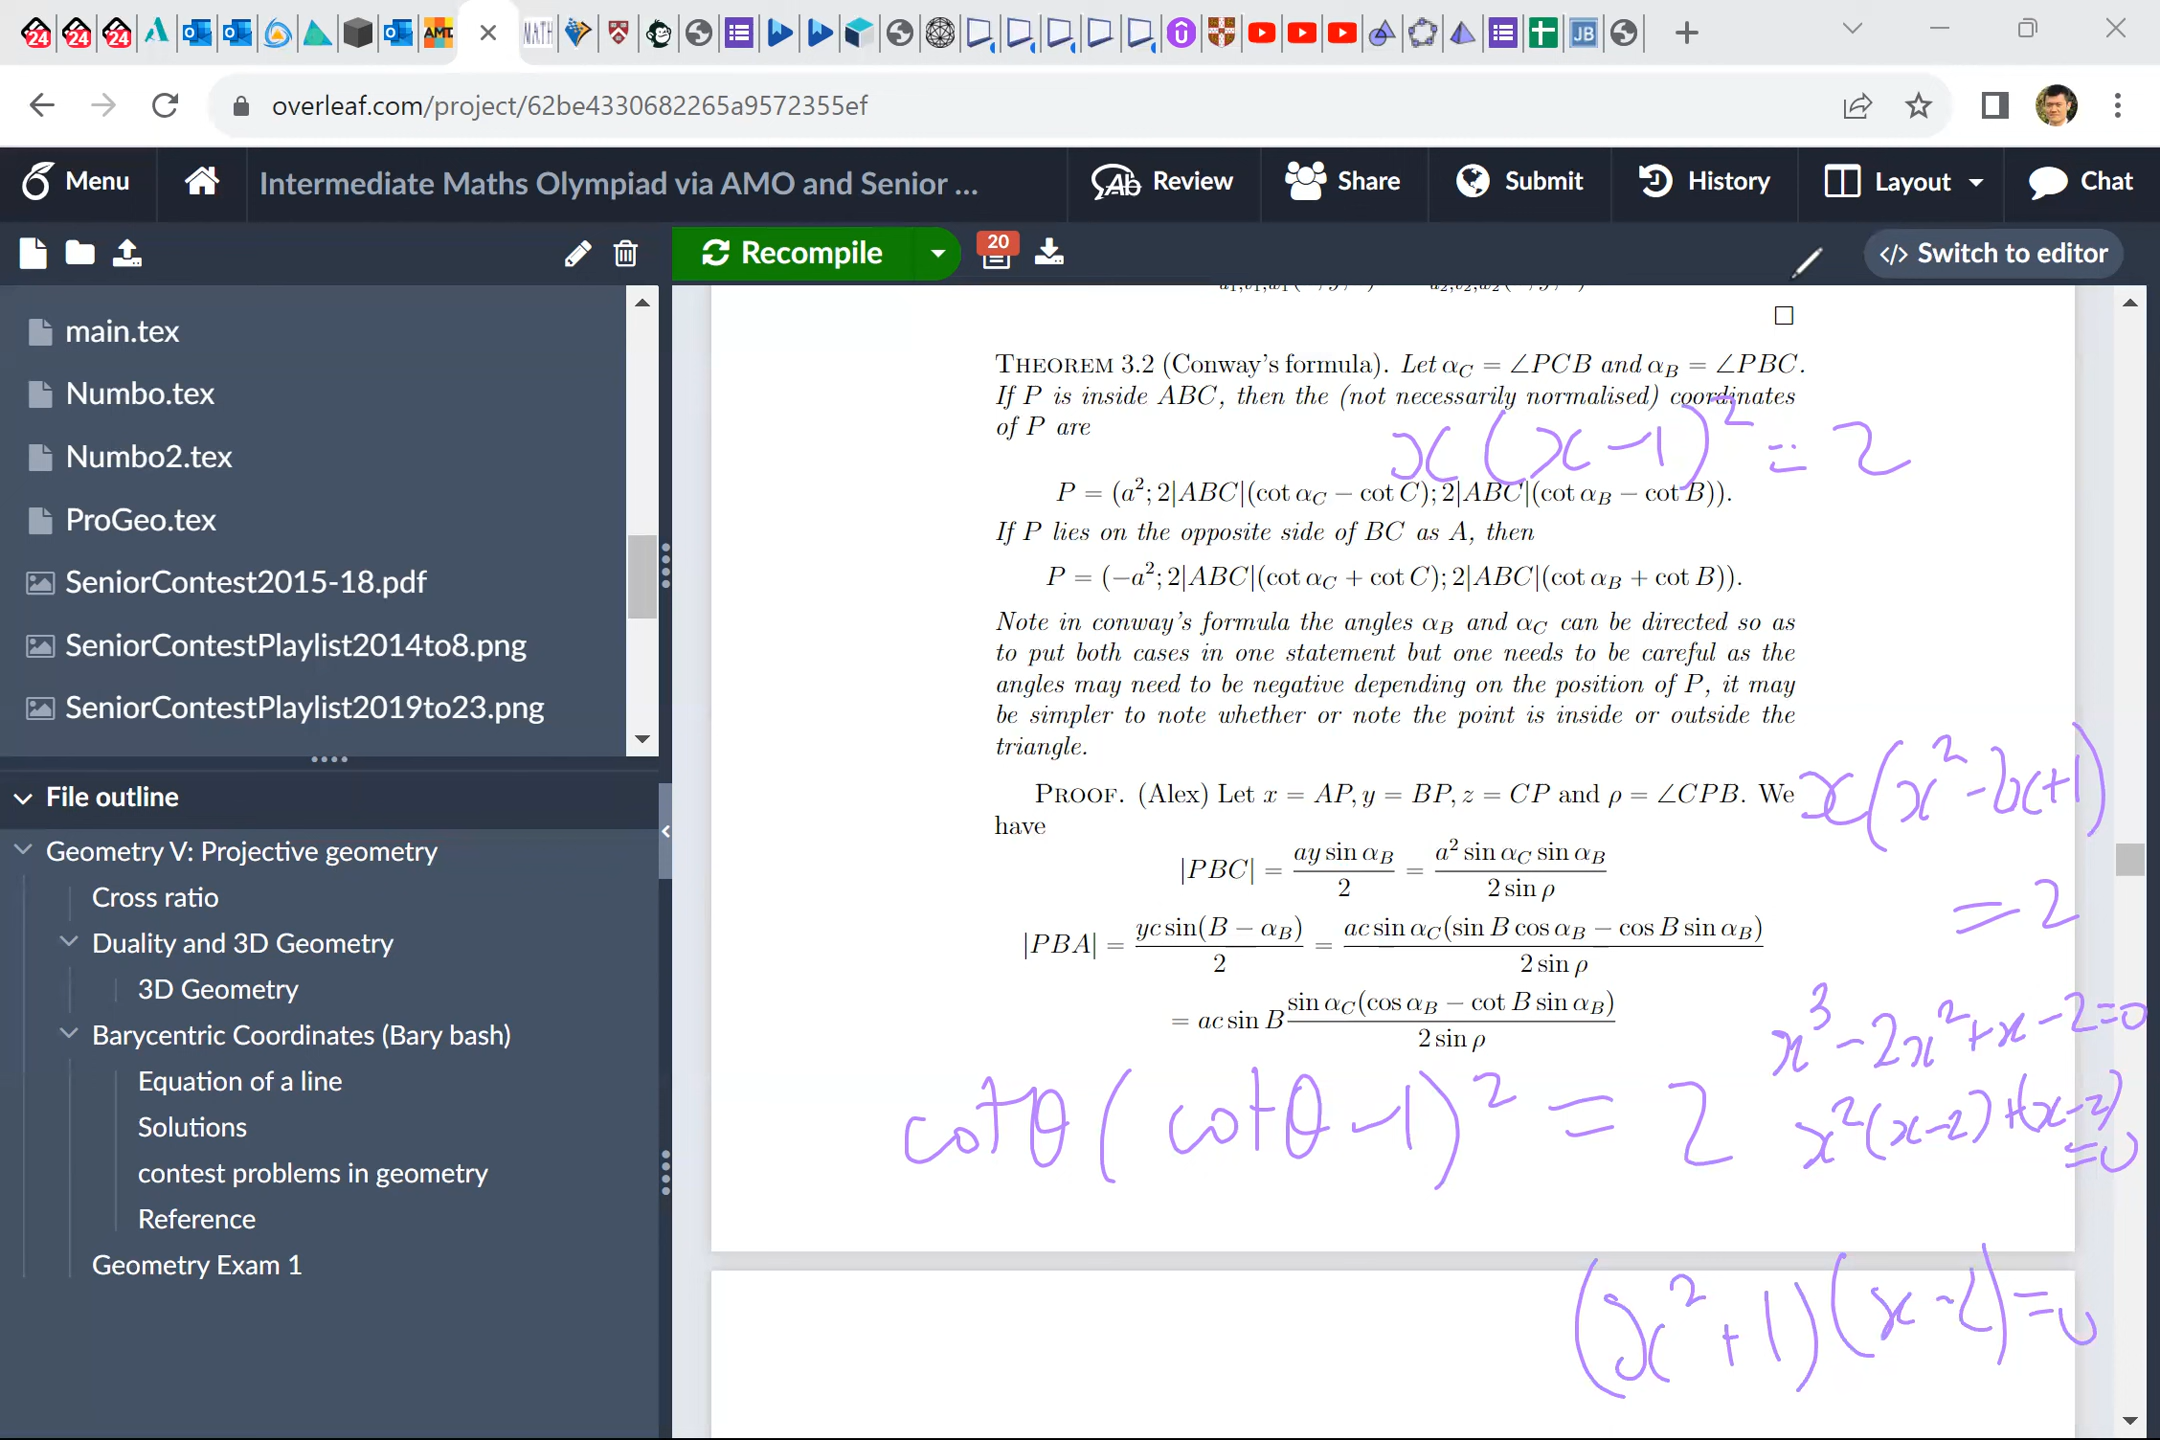 24
24
24
AMT
MATH
JB
overleaf.com/project/62be4330682265a9572355ef
Menu
Intermediate Maths Olympiad via AMO and Senior ...
Review
Share
Submit
History
Layout
Chat
Recompile
20
</> Switch to editor
main.tex
Numbo.tex
Numbo2.tex
ProGeo.tex
SeniorContest2015-18.pdf
SeniorContestPlaylist2014to8.png
SeniorContestPlaylist2019to23.png
File outline
Geometry V: Projective geometry
Cross ratio
Duality and 3D Geometry
3D Geometry
Barycentric Coordinates (Bary bash)
Equation of a line
Solutions
contest problems in geometry
Reference
Geometry Exam 1
□
THEOREM 3.2 (Conway's formula). Let α_C = ∠PCB and α_B = ∠PBC.
If P is inside ABC, then the (not necessarily normalised) coordinates
of P are
x(x-1)² = 2
P = (a²; 2|ABC|(cot α_C − cot C); 2|ABC|(cot α_B − cot B)).
If P lies on the opposite side of BC as A, then
P = (−a²; 2|ABC|(cot α_C + cot C); 2|ABC|(cot α_B + cot B)).
Note in conway's formula the angles α_B and α_C can be directed so as
to put both cases in one statement but one needs to be careful as the
angles may need to be negative depending on the position of P, it may
be simpler to note whether or note the point is inside or outside the
triangle.
PROOF. (Alex) Let x = AP, y = BP, z = CP and ρ = ∠CPB. We
have
|PBC| = ay sin α_B / 2 = a² sin α_C sin α_B / 2 sin ρ
|PBA| = yc sin(B − α_B) / 2 = ac sin α_C(sin B cos α_B − cos B sin α_B) / 2 sin ρ
= ac sin B sin α_C(cos α_B − cot B sin α_B) / 2 sin ρ
x(x²-2x+1)
=2
x³-2x²+x-2=0
x²(x-2)+(x-2)
=0
cotθ(cotθ-1)² = 2
(x²+1)(x-2)=0